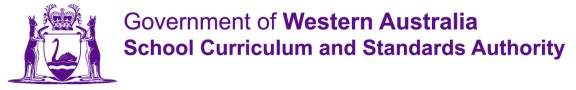 Government of Western Australia
School Curriculum and Standards Authority